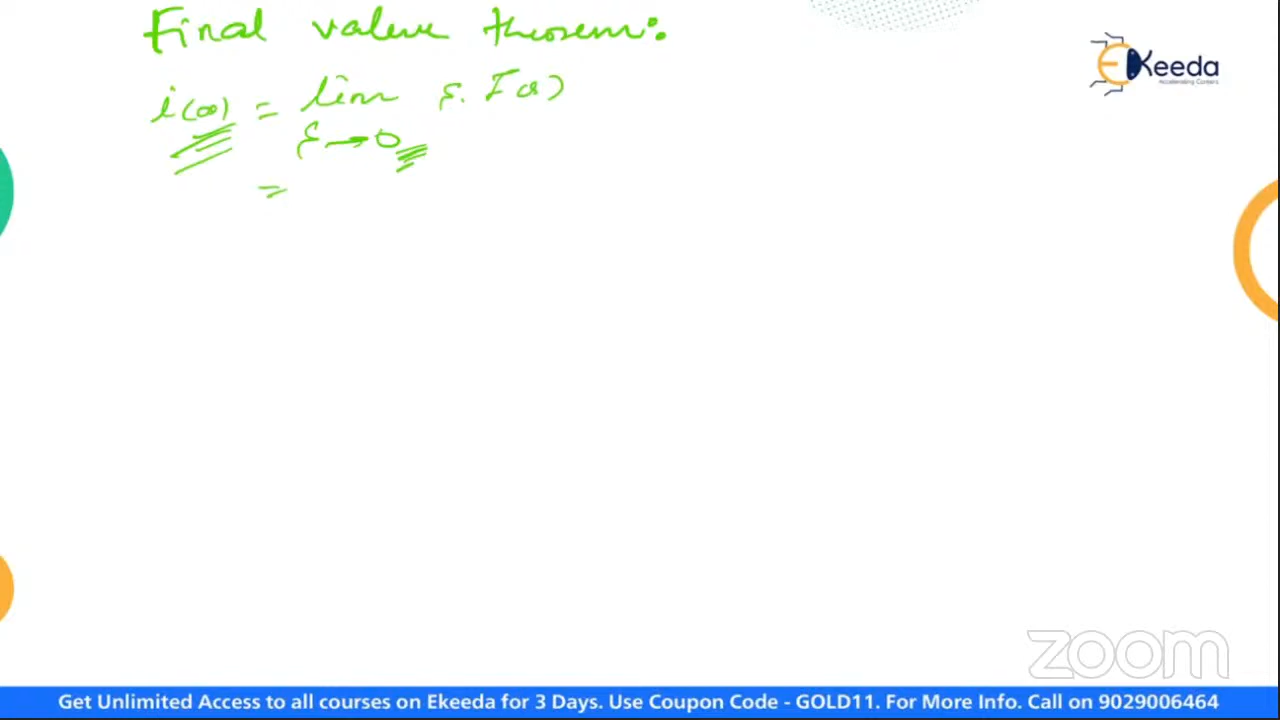 Final value theorem:
Ekeeda
Accelerating Careers
i(∞) = lim s. I(s)
s→0
=
zoom
Get Unlimited Access to all courses on Ekeeda for 3 Days. Use Coupon Code - GOLD11. For More Info. Call on 9029006464